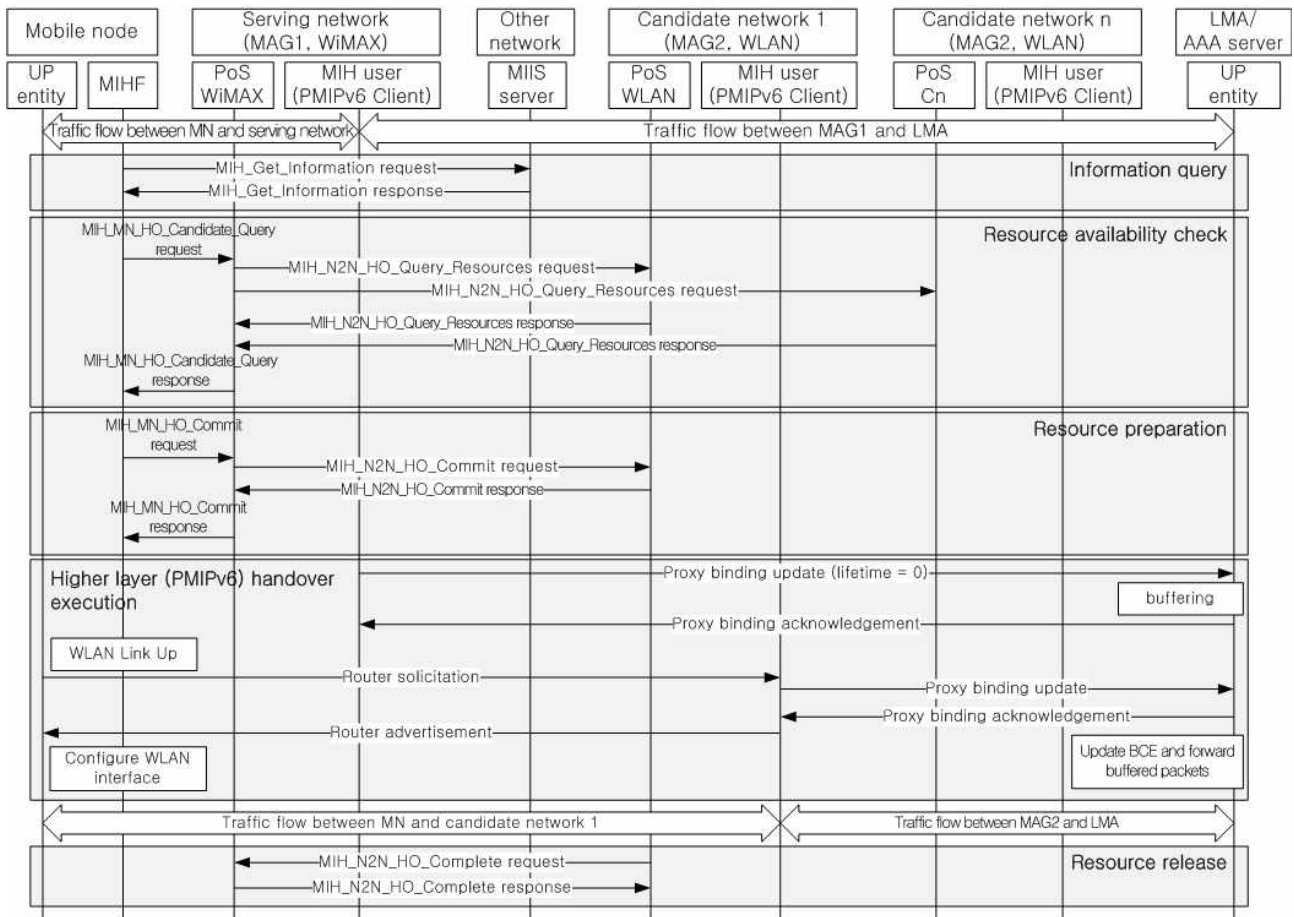 Mobile node
Serving network
(MAG1, WiMAX)
Other
network
Candidate network 1
(MAG2, WLAN)
Candidate network n
(MAG2, WLAN)
LMA/
AAA server
UP
entity
MIHF
PoS
WiMAX
MIH user
(PMIPv6 Client)
MIIS
server
PoS
WLAN
MIH user
(PMIPv6 Client)
PoS
Cn
MIH user
(PMIPv6 Client)
UP
entity
Traffic flow between MN and serving network
Traffic flow between MAG1 and LMA
Information query
MIH_Get_Information request
MIH_Get_Information response
Resource availability check
MIH_MN_HO_Candidate_Query
request
MIH_N2N_HO_Query_Resources request
MIH_N2N_HO_Query_Resources request
MIH_N2N_HO_Query_Resources response
MIH_N2N_HO_Query_Resources response
MIH_MN_HO_Candidate_Query
response
Resource preparation
MIH_MN_HO_Commit
request
MIH_N2N_HO_Commit request
MIH_N2N_HO_Commit response
MIH_MN_HO_Commit
response
Higher layer (PMIPv6) handover
execution
Proxy binding update (lifetime = 0)
buffering
Proxy binding acknowledgement
WLAN Link Up
Router solicitation
Proxy binding update
Proxy binding acknowledgement
Router advertisement
Configure WLAN
interface
Update BCE and forward
buffered packets
Traffic flow between MN and candidate network 1
Traffic flow between MAG2 and LMA
MIH_N2N_HO_Complete request
Resource release
MIH_N2N_HO_Complete response